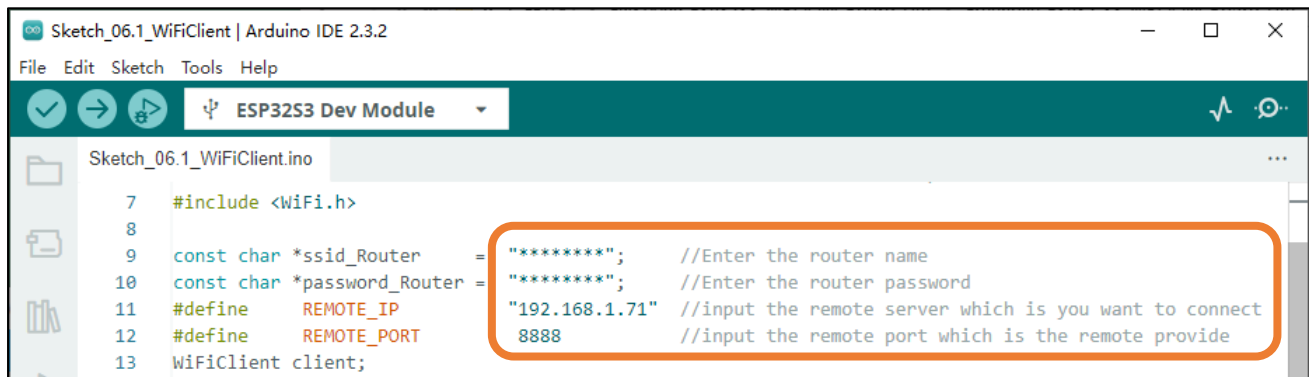 Sketch_06.1_WiFiClient | Arduino IDE 2.3.2
File Edit Sketch Tools Help
ESP32S3 Dev Module
Sketch_06.1_WiFiClient.ino
7 #include <WiFi.h>
8
9 const char *ssid_Router = "********"; //Enter the router name
10 const char *password_Router = "********"; //Enter the router password
11 #define REMOTE_IP "192.168.1.71" //input the remote server which is you want to connect
12 #define REMOTE_PORT 8888 //input the remote port which is the remote provide
13 WiFiClient client;